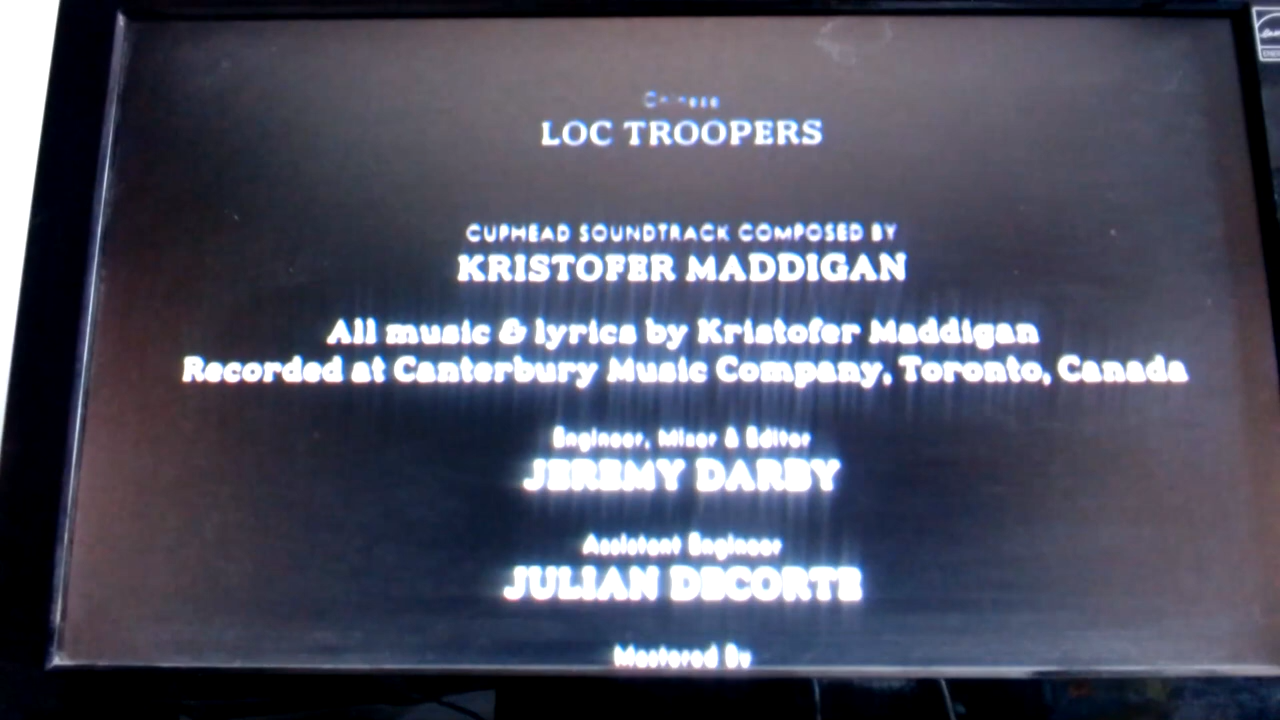 Chinese
LOC TROOPERS
CUPHEAD SOUNDTRACK COMPOSED BY
KRISTOFER MADDIGAN
All music & lyrics by Kristofer Maddigan
Recorded at Canterbury Music Company, Toronto, Canada
Engineer, Mixer & Editor
JEREMY DARBY
Assistant Engineer
JULIAN DECORTE
Mastered By